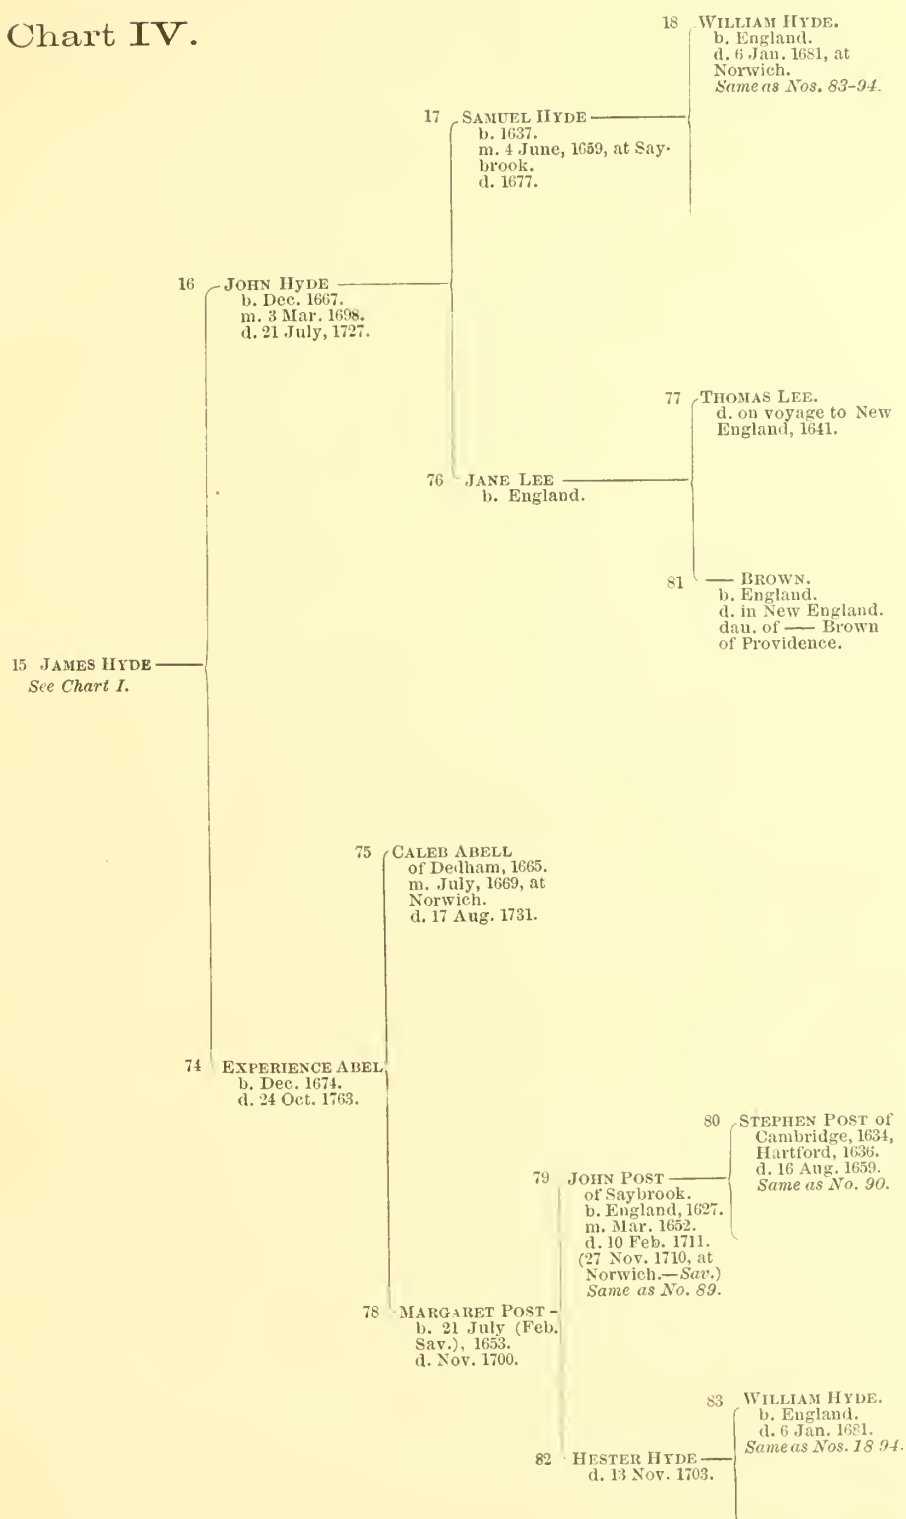 Chart IV.
18 WILLIAM HYDE.
b. England.
d. 6 Jan. 1681, at
Norwich.
Same as Nos. 83-94.
17 SAMUEL HYDE
b. 1637.
m. 4 June, 1659, at Say-
brook.
d. 1677.
16 JOHN HYDE
b. Dec. 1667.
m. 3 Mar. 1698.
d. 21 July, 1727.
77 THOMAS LEE.
d. on voyage to New
England, 1641.
76 JANE LEE
b. England.
81 — BROWN.
b. England.
d. in New England.
dau. of — Brown
of Providence.
15 JAMES HYDE
See Chart I.
75 CALEB ABELL
of Dedham, 1665.
m. July, 1669, at
Norwich.
d. 17 Aug. 1731.
74 EXPERIENCE ABEL
b. Dec. 1674.
d. 24 Oct. 1763.
80 STEPHEN POST of
Cambridge, 1634,
Hartford, 1636.
d. 16 Aug. 1659.
Same as No. 90.
79 JOHN POST
of Saybrook.
b. England, 1627.
m. Mar. 1652.
d. 10 Feb. 1711.
(27 Nov. 1710, at
Norwich.—Sav.)
Same as No. 89.
78 MARGARET POST
b. 21 July (Feb.
Sav.), 1653.
d. Nov. 1700.
83 WILLIAM HYDE.
b. England.
d. 6 Jan. 1681.
Same as Nos. 18 94.
82 HESTER HYDE
d. 13 Nov. 1703.